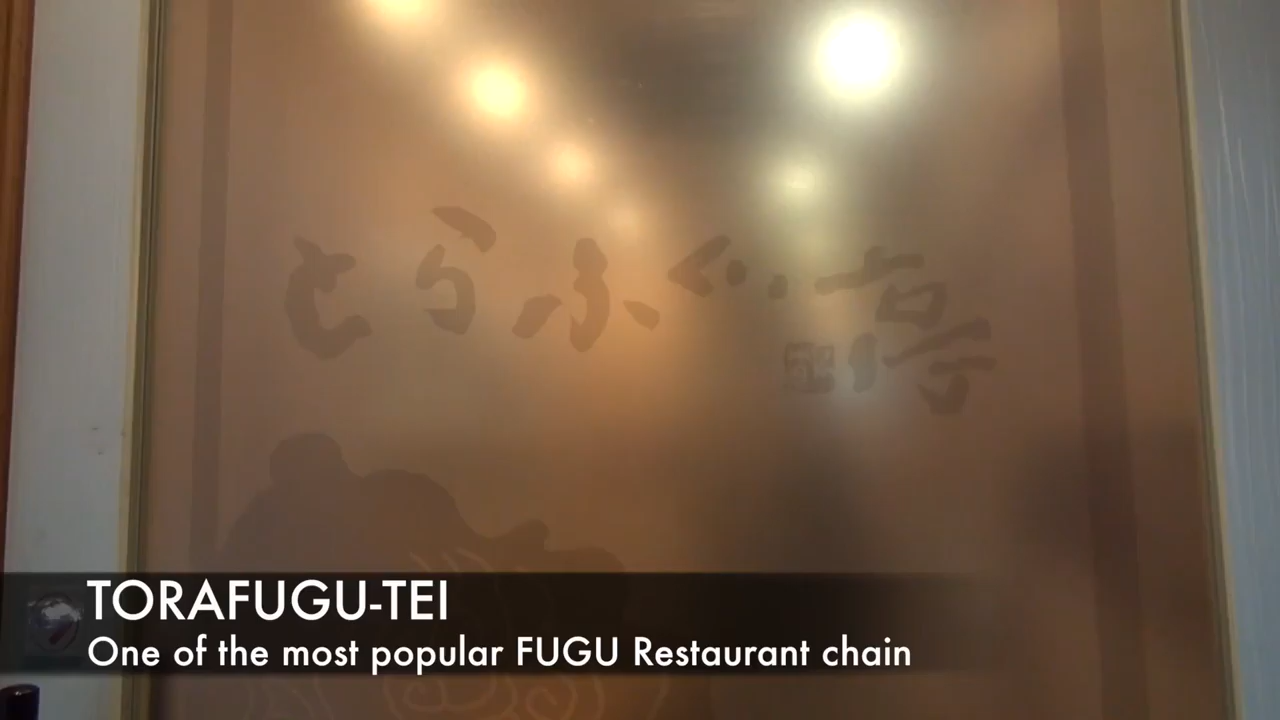 とらふぐ亭
TORAFUGU-TEI
One of the most popular FUGU Restaurant chain